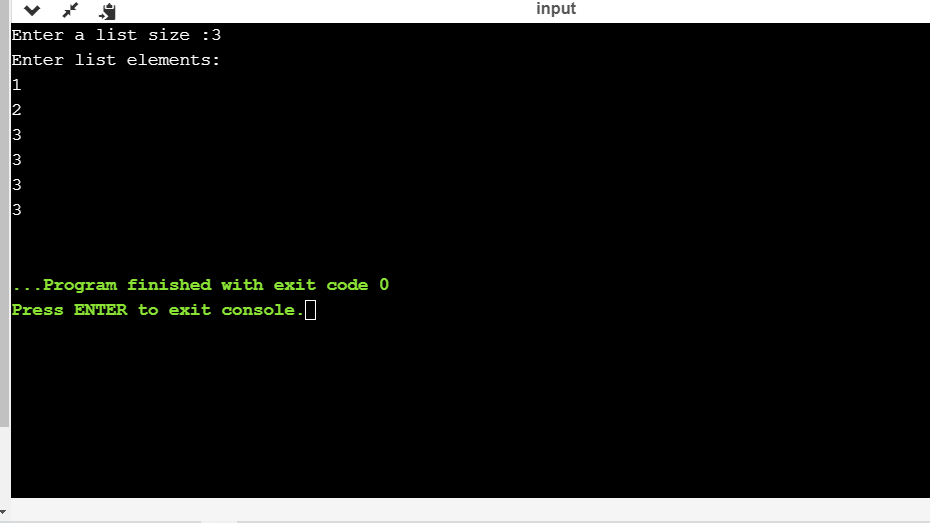 input
Enter a list size :3
Enter list elements:
1
2
3
3
3
3
...Program finished with exit code 0
Press ENTER to exit console.